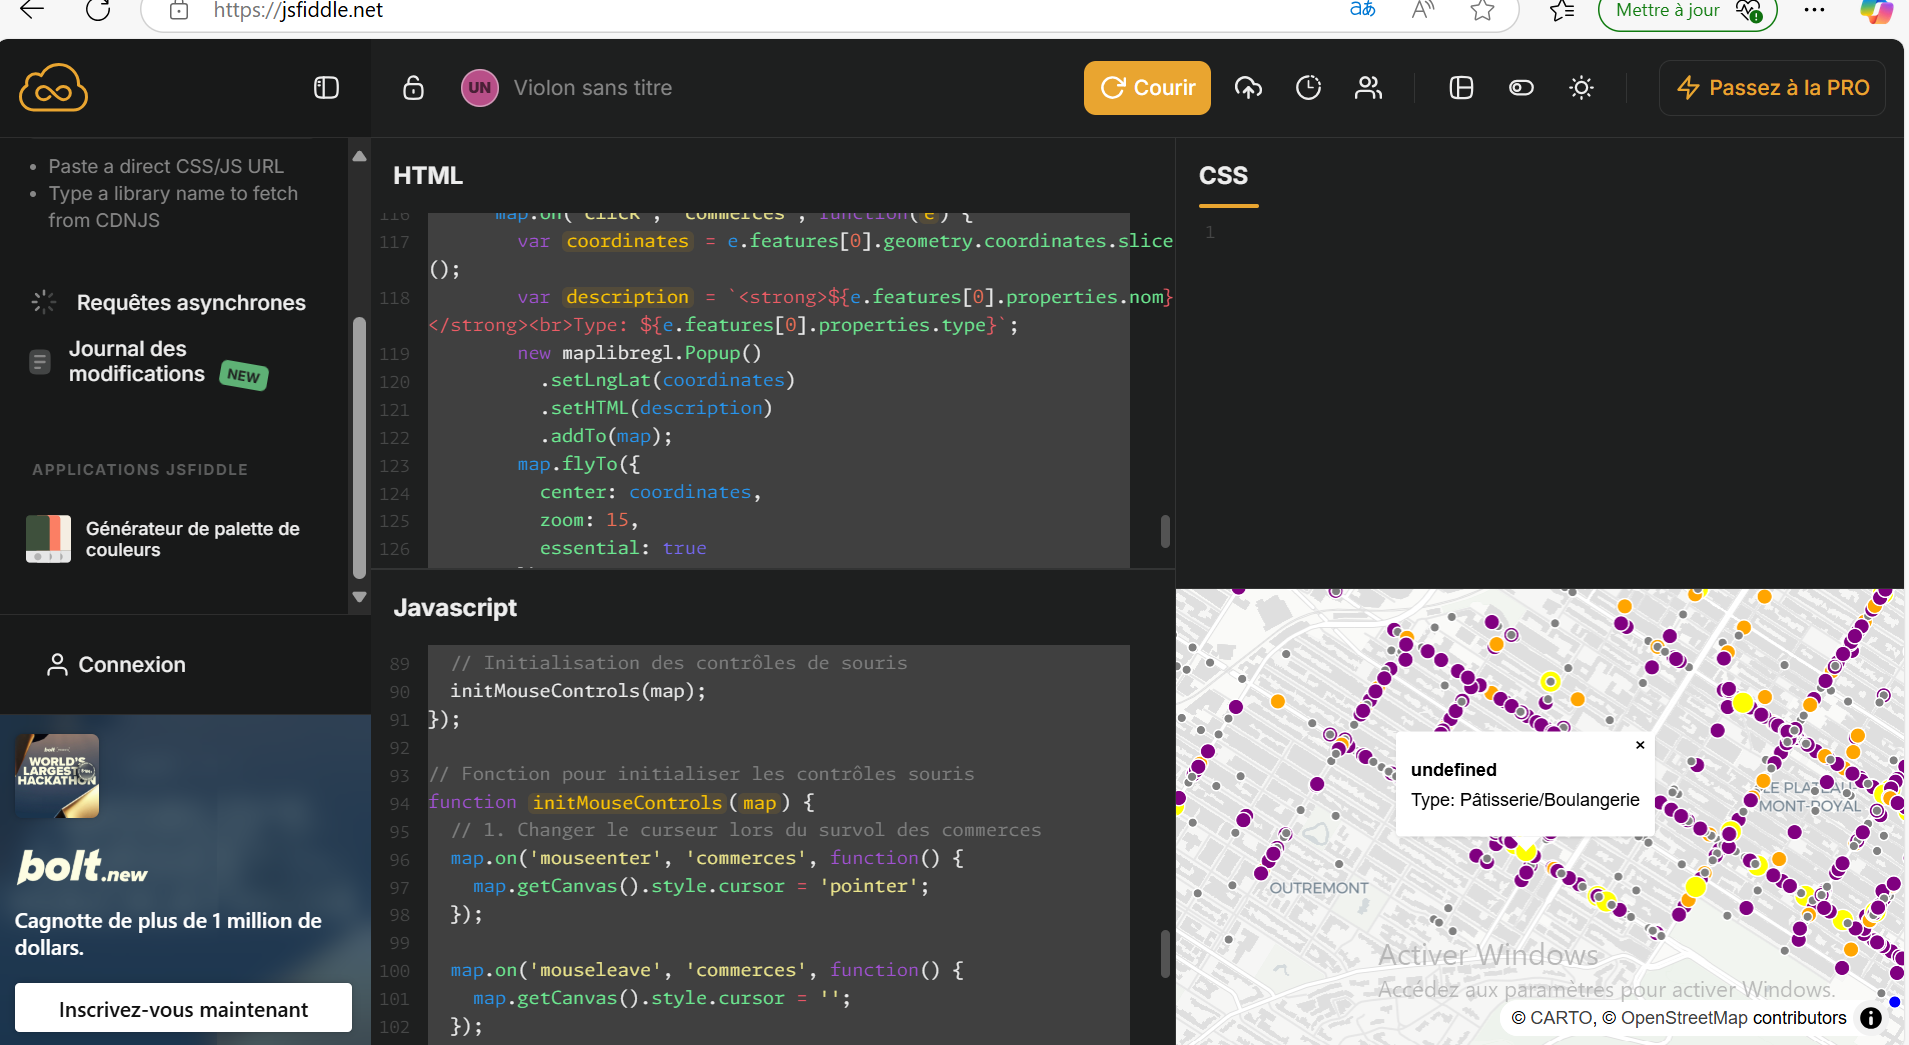 https://jsfiddle.net
aあ
A
Mettre à jour
UN
Violon sans titre
Courir
Passez à la PRO
Paste a direct CSS/JS URL
Type a library name to fetch
from CDNJS
Requêtes asynchrones
Journal des
modifications NEW
APPLICATIONS JSFIDDLE
Générateur de palette de
couleurs
Connexion
bolt
WORLD'S
LARGEST
HACKATHON
bolt.new
Cagnotte de plus de 1 million de
dollars.
Inscrivez-vous maintenant
HTML
116 map.on('click', 'commerces', function(e) {
117 var coordinates = e.features[0].geometry.coordinates.slice
();
118 var description = `<strong>${e.features[0].properties.nom}
</strong><br>Type: ${e.features[0].properties.type}`;
119 new maplibregl.Popup()
120 .setLngLat(coordinates)
121 .setHTML(description)
122 .addTo(map);
123 map.flyTo({
124 center: coordinates,
125 zoom: 15,
126 essential: true
Javascript
89 // Initialisation des contrôles de souris
90 initMouseControls(map);
91 });
92
93 // Fonction pour initialiser les contrôles souris
94 function initMouseControls(map) {
95 // 1. Changer le curseur lors du survol des commerces
96 map.on('mouseenter', 'commerces', function() {
97 map.getCanvas().style.cursor = 'pointer';
98 });
99
100 map.on('mouseleave', 'commerces', function() {
101 map.getCanvas().style.cursor = '';
102 });
CSS
1
×
undefined
Type: Pâtisserie/Boulangerie
LE PLATEAU-
MONT-ROYAL
OUTREMONT
Activer Windows
Accédez aux paramètres pour activer Windows.
© CARTO, © OpenStreetMap contributors